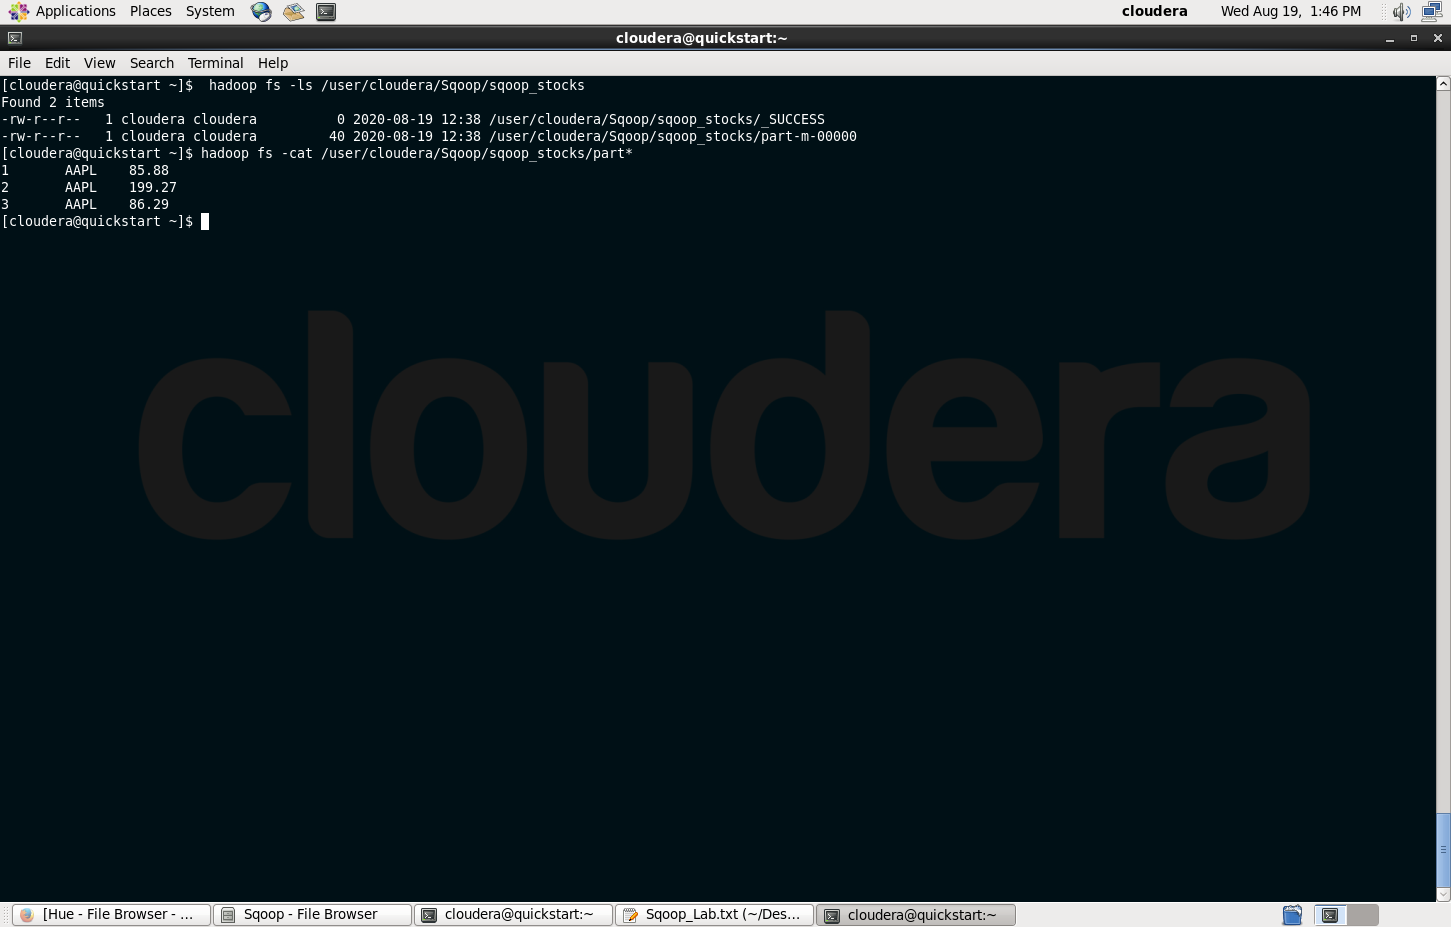 Applications Places System cloudera Wed Aug 19, 1:46 PM
cloudera@quickstart:~
File Edit View Search Terminal Help
[cloudera@quickstart ~]$  hadoop fs -ls /user/cloudera/Sqoop/sqoop_stocks
Found 2 items
-rw-r--r--   1 cloudera cloudera          0 2020-08-19 12:38 /user/cloudera/Sqoop/sqoop_stocks/_SUCCESS
-rw-r--r--   1 cloudera cloudera         40 2020-08-19 12:38 /user/cloudera/Sqoop/sqoop_stocks/part-m-00000
[cloudera@quickstart ~]$ hadoop fs -cat /user/cloudera/Sqoop/sqoop_stocks/part*
1       AAPL    85.88
2       AAPL    199.27
3       AAPL    86.29
[cloudera@quickstart ~]$
cloudera
[Hue - File Browser - ... Sqoop - File Browser cloudera@quickstart:~ Sqoop_Lab.txt (~/Des... cloudera@quickstart:~